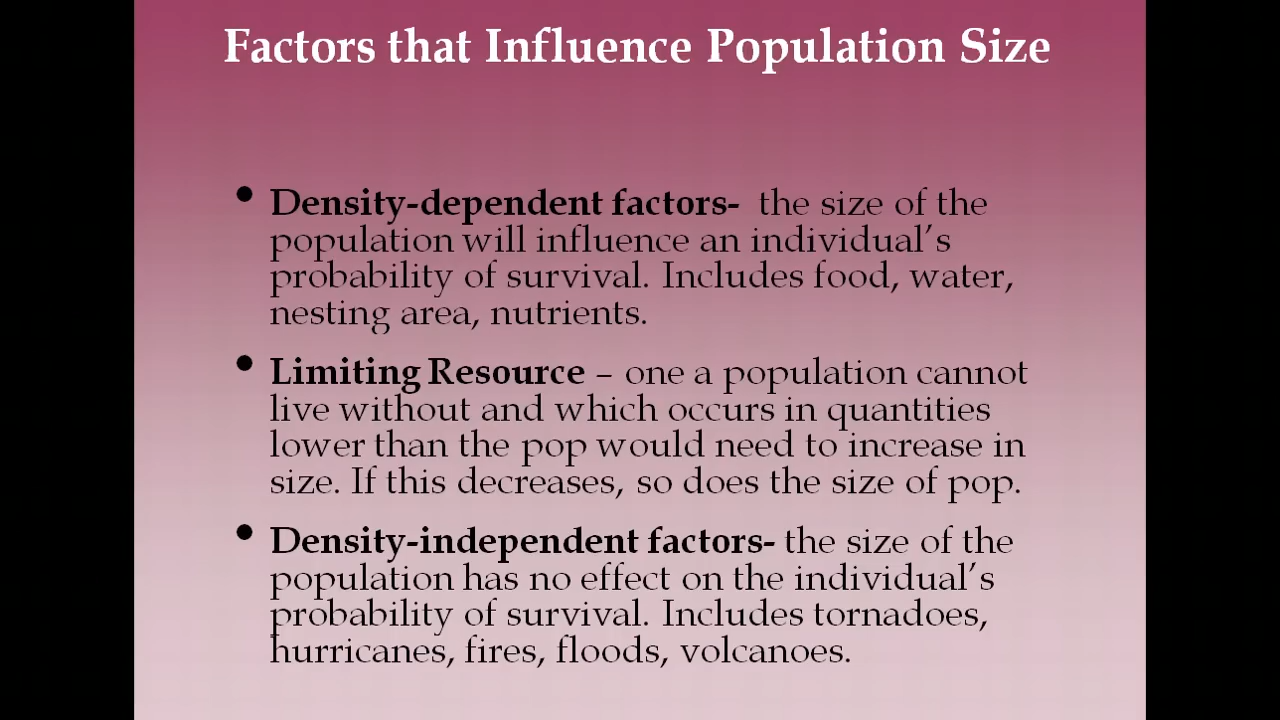 Factors that Influence Population Size
• Density-dependent factors- the size of the
population will influence an individual’s
probability of survival. Includes food, water,
nesting area, nutrients.
• Limiting Resource – one a population cannot
live without and which occurs in quantities
lower than the pop would need to increase in
size. If this decreases, so does the size of pop.
• Density-independent factors- the size of the
population has no effect on the individual’s
probability of survival. Includes tornadoes,
hurricanes, fires, floods, volcanoes.